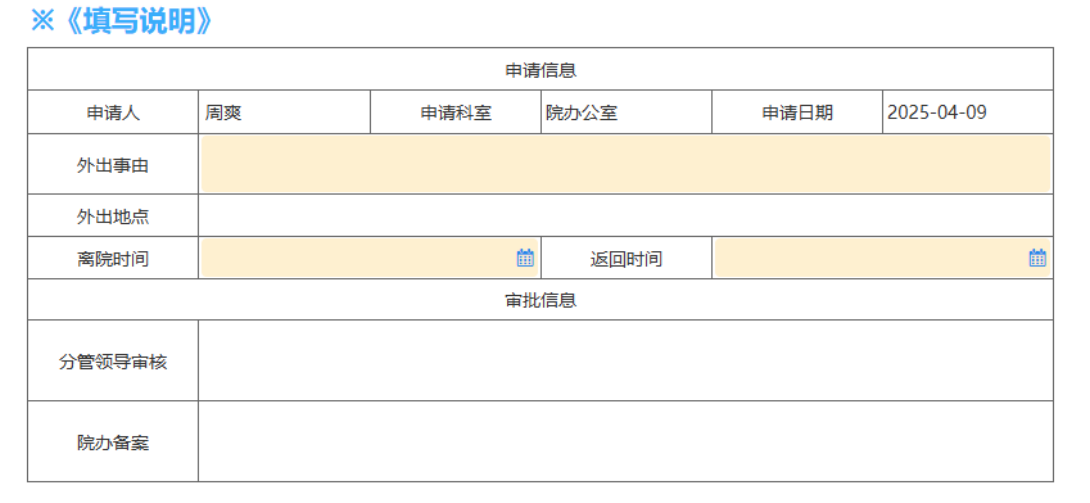 ※《填写说明》
申请信息
申请人 周爽 申请科室 院办公室 申请日期 2025-04-09
外出事由
外出地点
离院时间 返回时间
审批信息
分管领导审核
院办备案